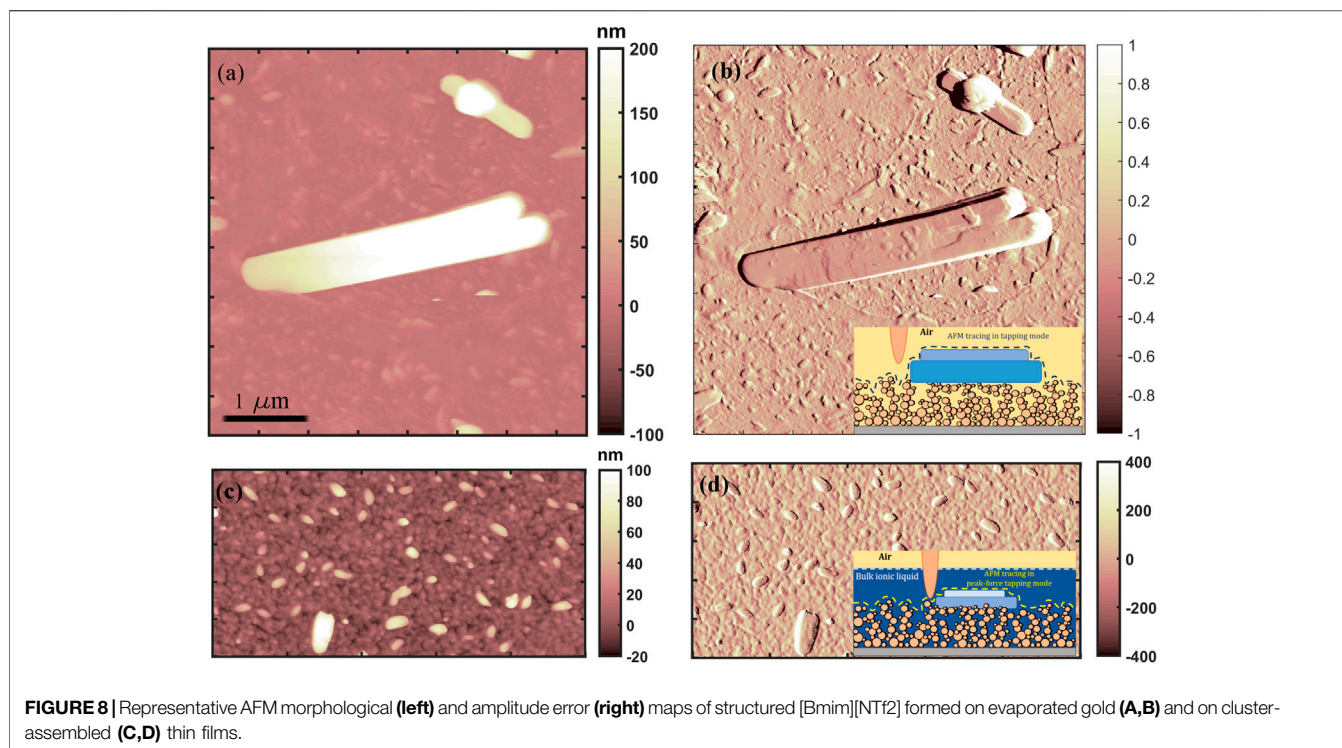 nm
(a)
200
150
100
50
0
-50
-100
1 μm
(b)
1
0.8
0.6
0.4
0.2
0
-0.2
-0.4
-0.6
-0.8
-1
Air
AFM tracing in tapping mode
nm
(c)
100
80
60
40
20
0
-20
(d)
400
200
0
-200
-400
Air
Bulk ionic liquid
AFM tracing in
peak-force tapping mode
FIGURE 8 | Representative AFM morphological (left) and amplitude error (right) maps of structured [Bmim][NTf2] formed on evaporated gold (A,B) and on cluster-
assembled (C,D) thin films.